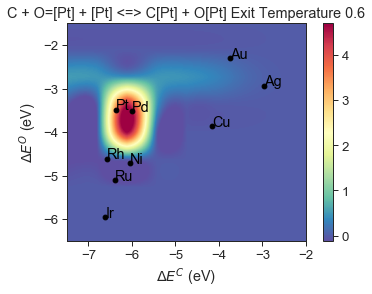 C + O=[Pt] + [Pt] <=> C[Pt] + O[Pt] Exit Temperature 0.6
ΔE^O (eV)
−2
−3
−4
−5
−6
Au
Ag
Pt
Pd
Cu
Rh
Ni
Ru
Ir
−7
−6
−5
−4
−3
−2
ΔE^C (eV)
4
3
2
1
0